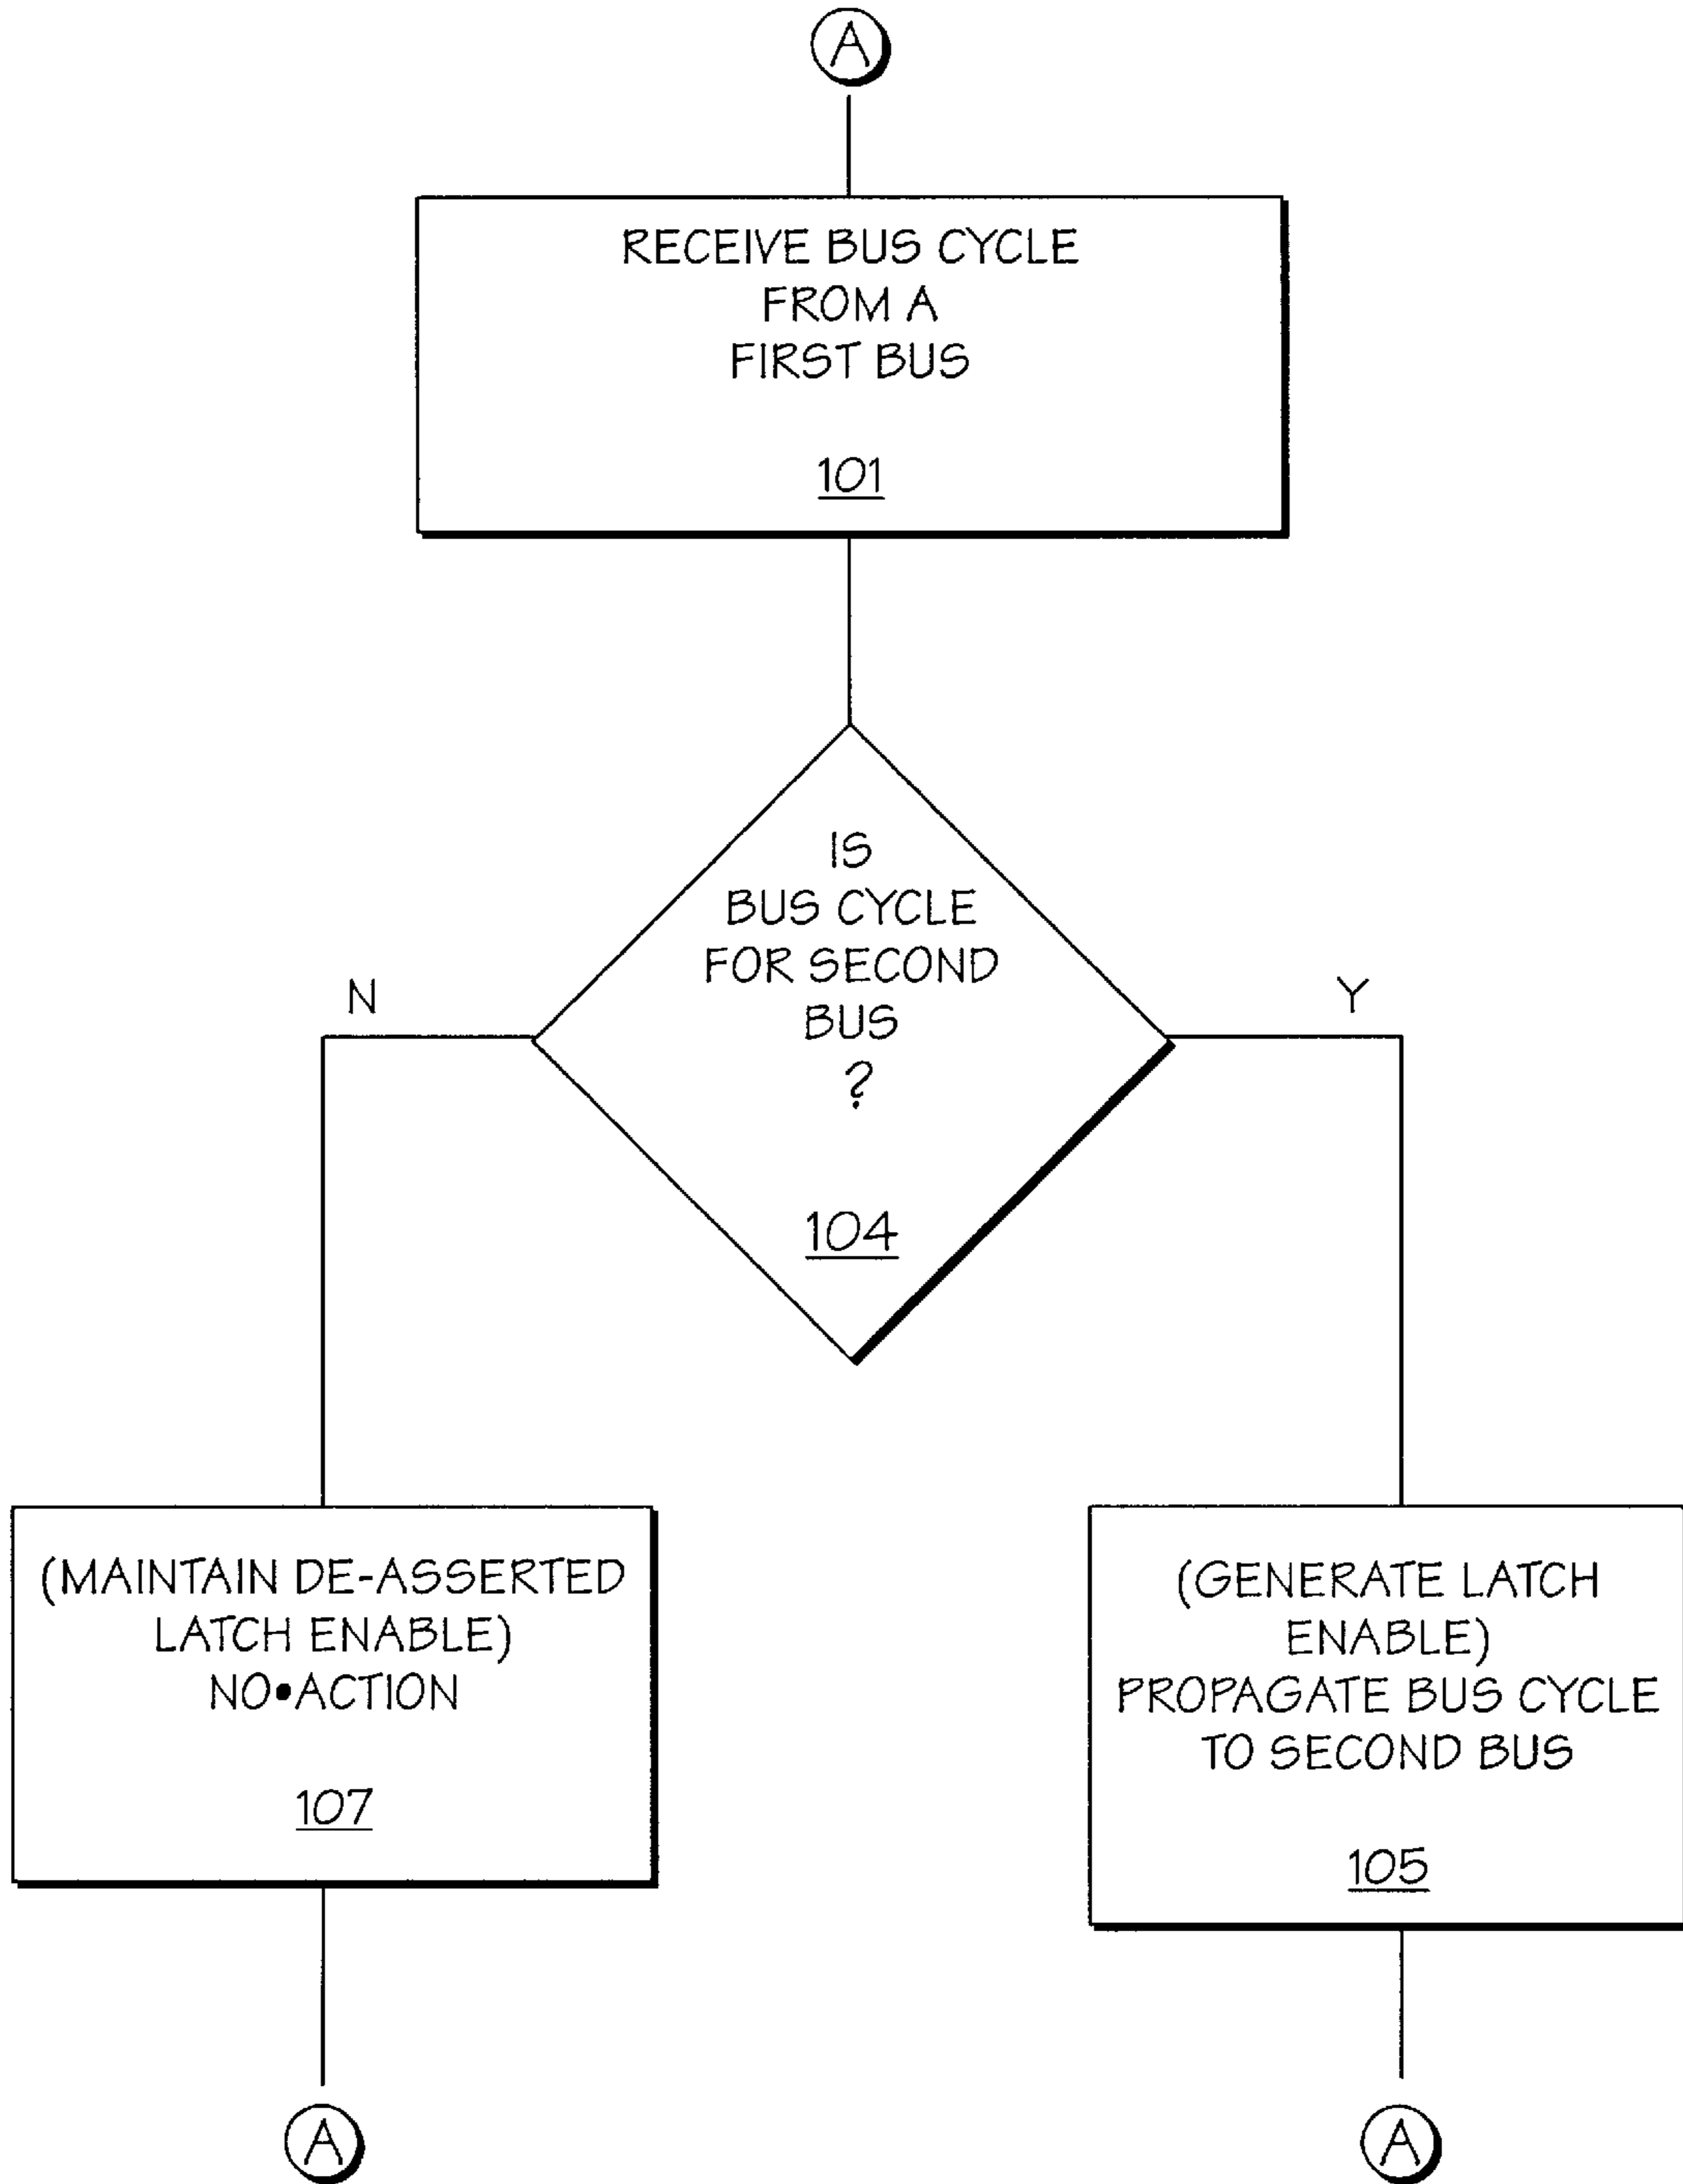 A
RECEIVE BUS CYCLE
FROM A
FIRST BUS
101
IS
BUS CYCLE
FOR SECOND
BUS
?
104
N
Y
(MAINTAIN DE-ASSERTED
LATCH ENABLE)
NO•ACTION
107
(GENERATE LATCH
ENABLE)
PROPAGATE BUS CYCLE
TO SECOND BUS
105
A
A